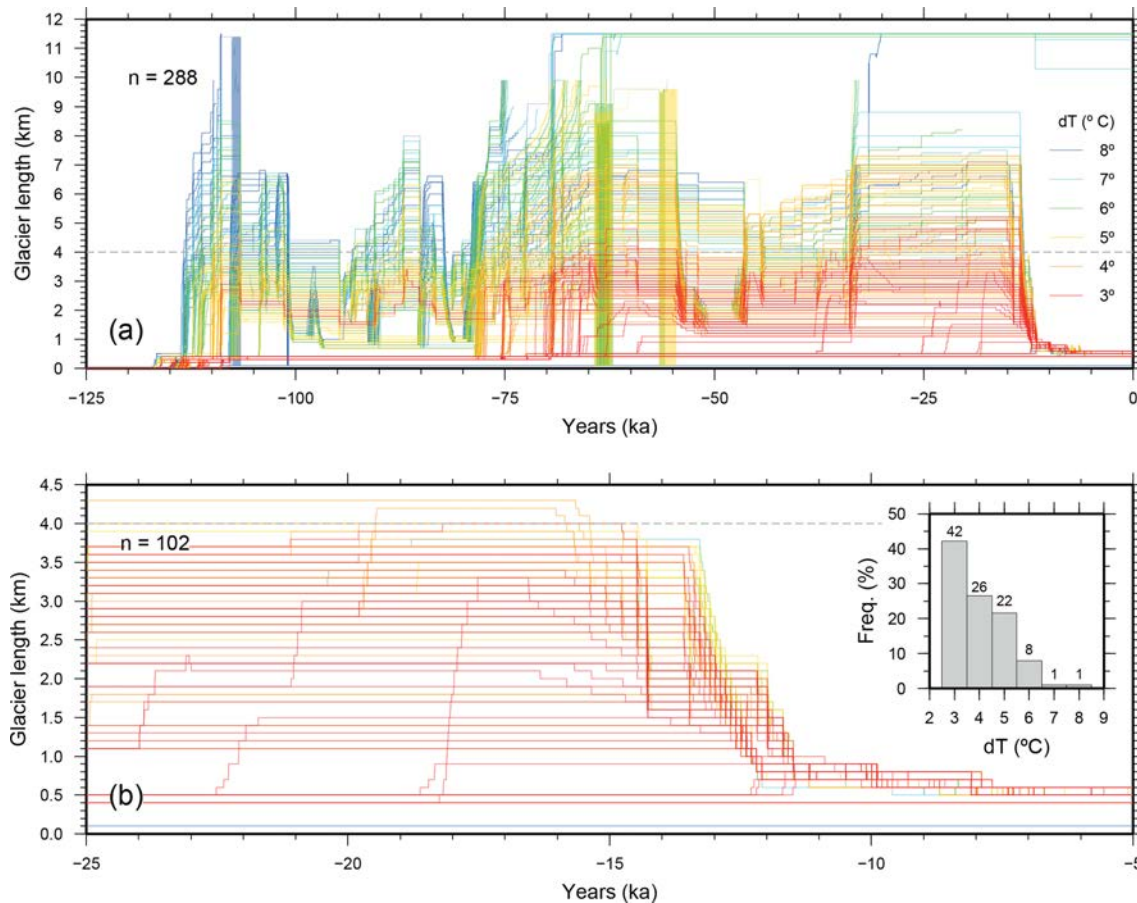 12
11
10
9
8
7
6
5
4
3
2
1
0
Glacier length (km)
n = 288
dT (º C)
8º
7º
6º
5º
4º
3º
(a)
−125 −100 −75 −50 −25 0
Years (ka)
4.5
4.0
3.5
3.0
2.5
2.0
1.5
1.0
0.5
0.0
Glacier length (km)
n = 102
(b)
50
40
30
20
10
0
Freq. (%)
42
26
22
8
1
1
2 3 4 5 6 7 8 9
dT (ºC)
−25 −20 −15 −10 −5
Years (ka)